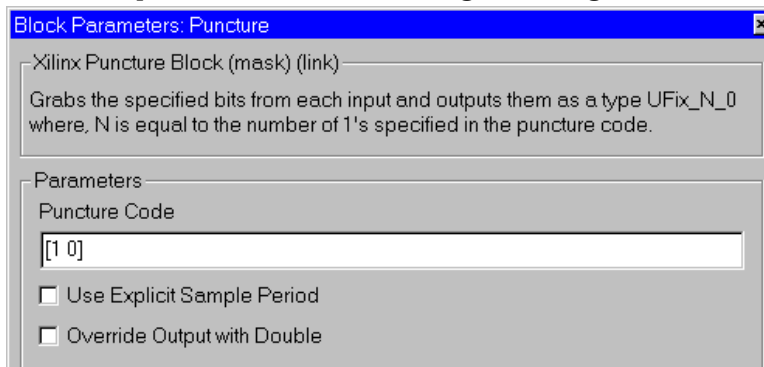 Block Parameters: Puncture
Xilinx Puncture Block (mask) (link)
Grabs the specified bits from each input and outputs them as a type UFix_N_0
where, N is equal to the number of 1's specified in the puncture code.
Parameters
Puncture Code
[1 0]
Use Explicit Sample Period
Override Output with Double